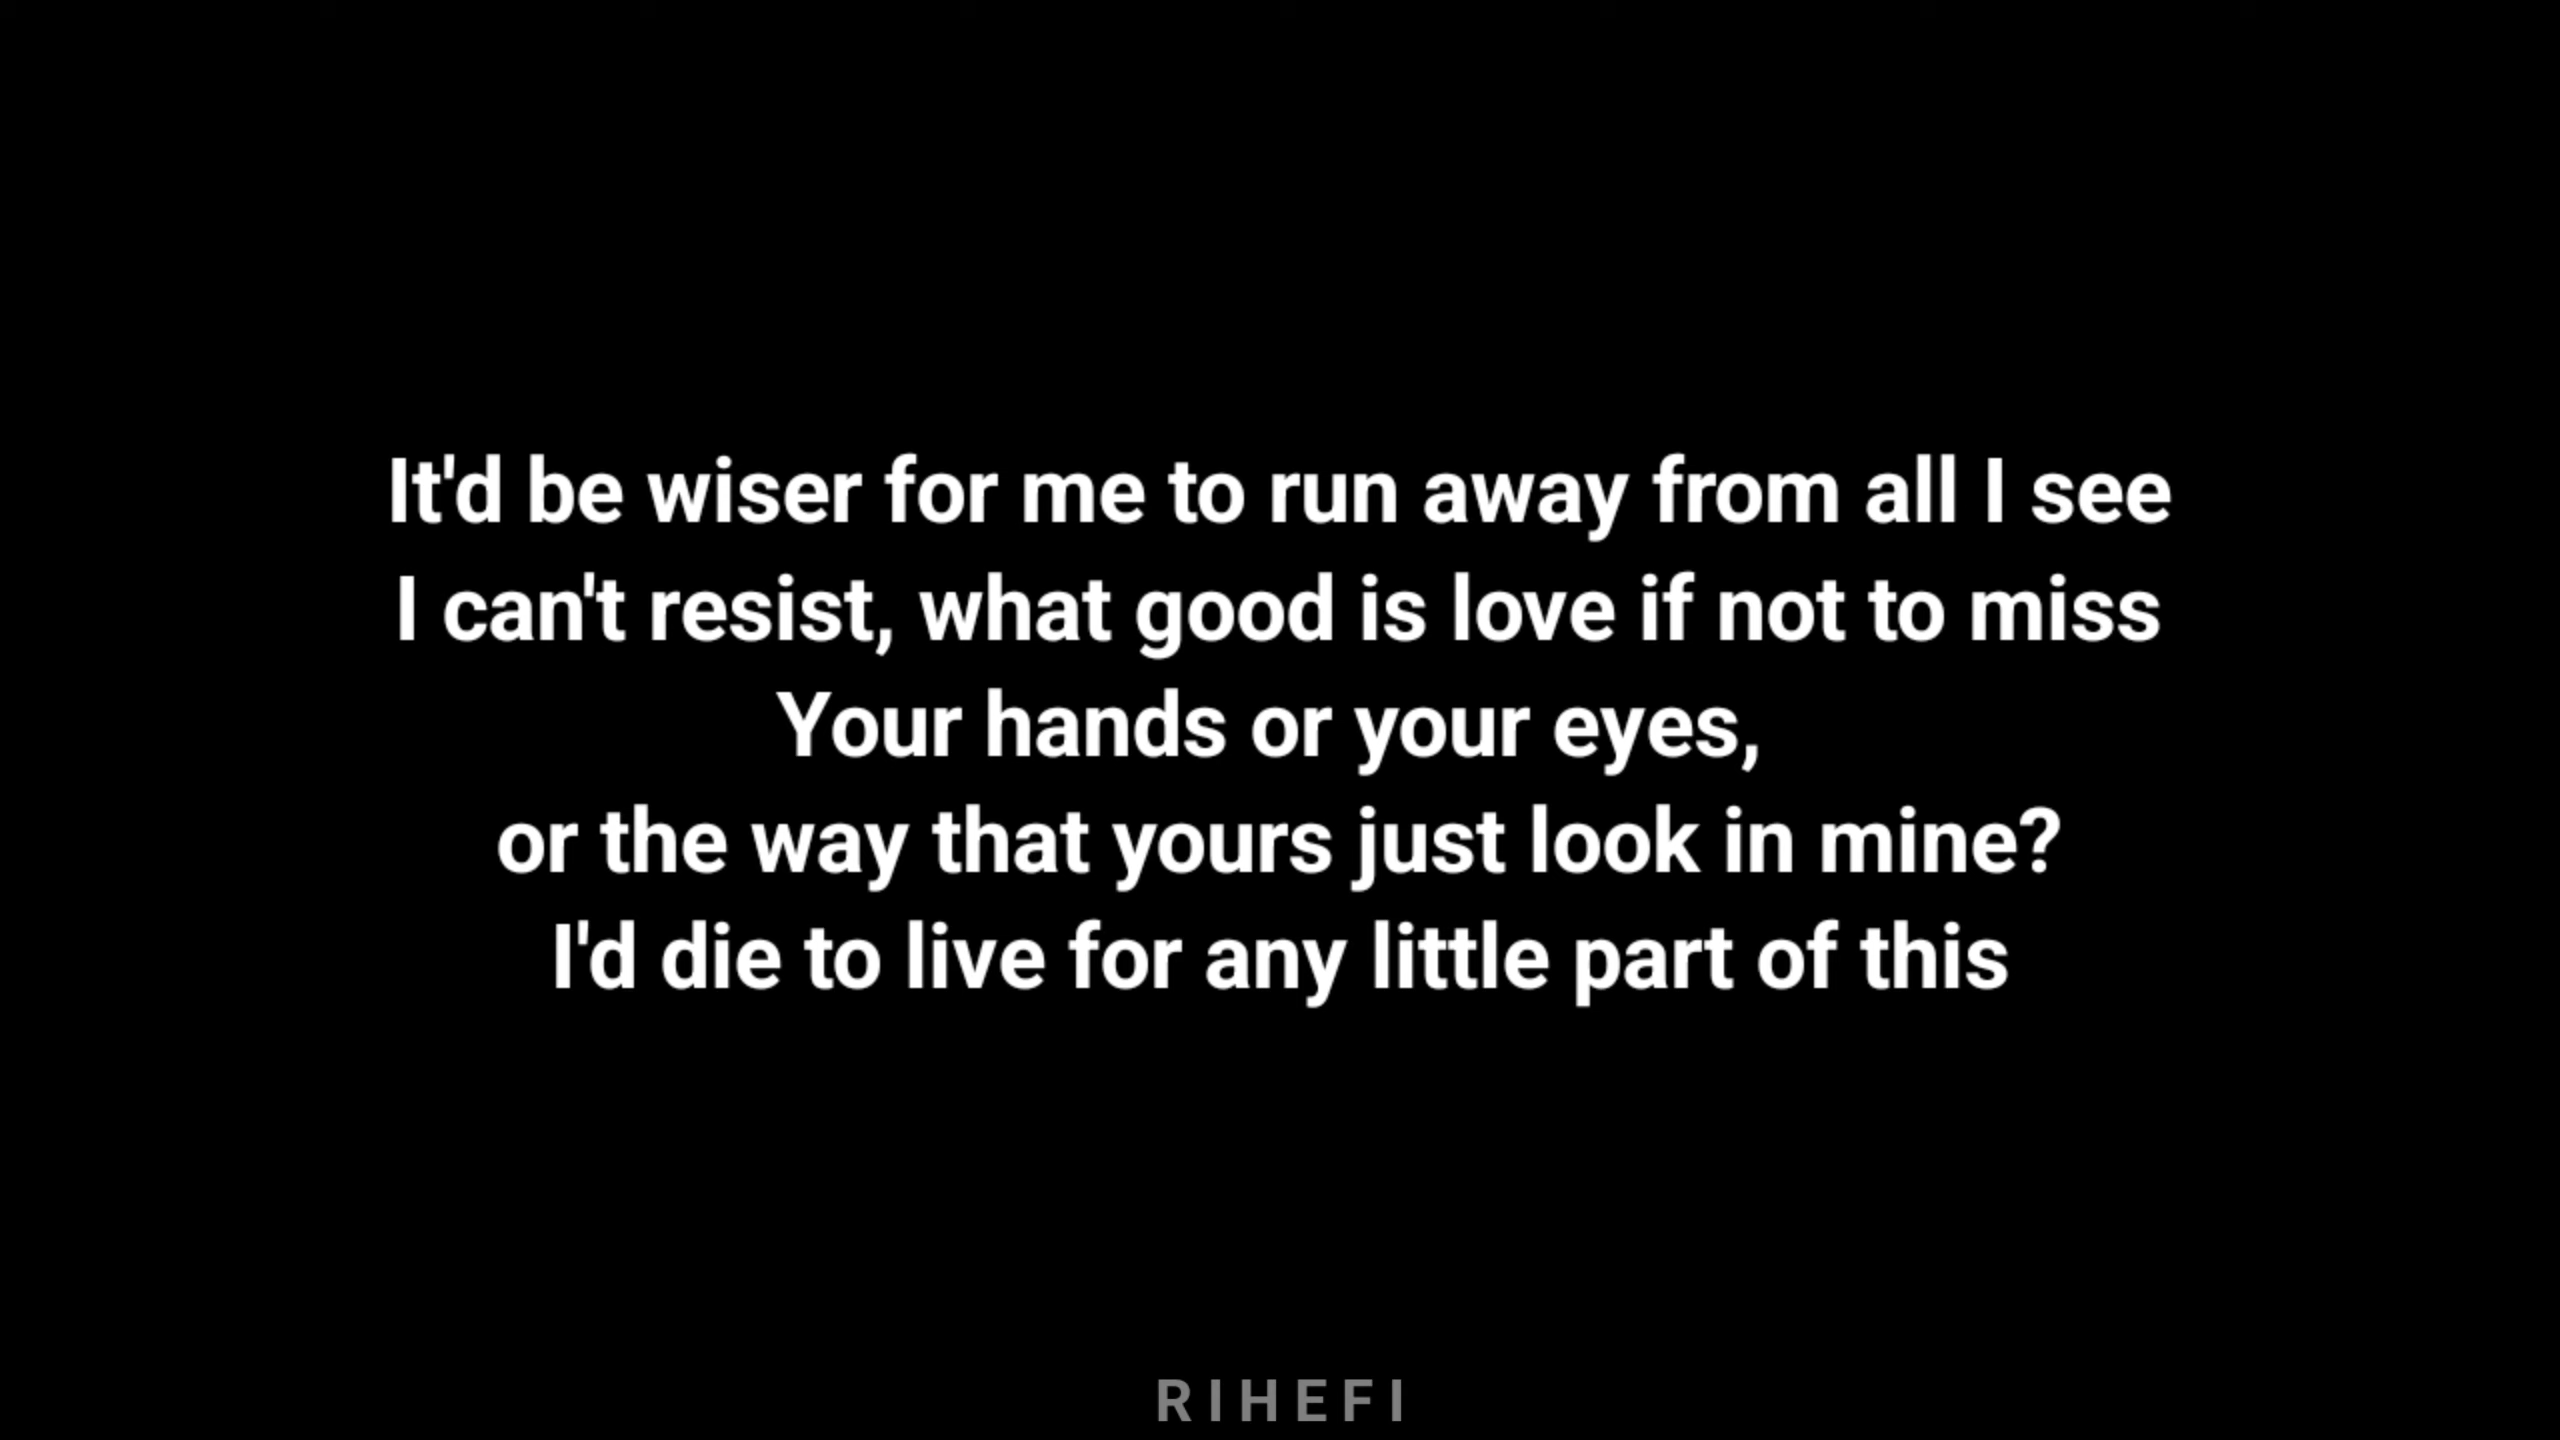 It'd be wiser for me to run away from all I see
I can't resist, what good is love if not to miss
Your hands or your eyes,
or the way that yours just look in mine?
I'd die to live for any little part of this
RIHEFI